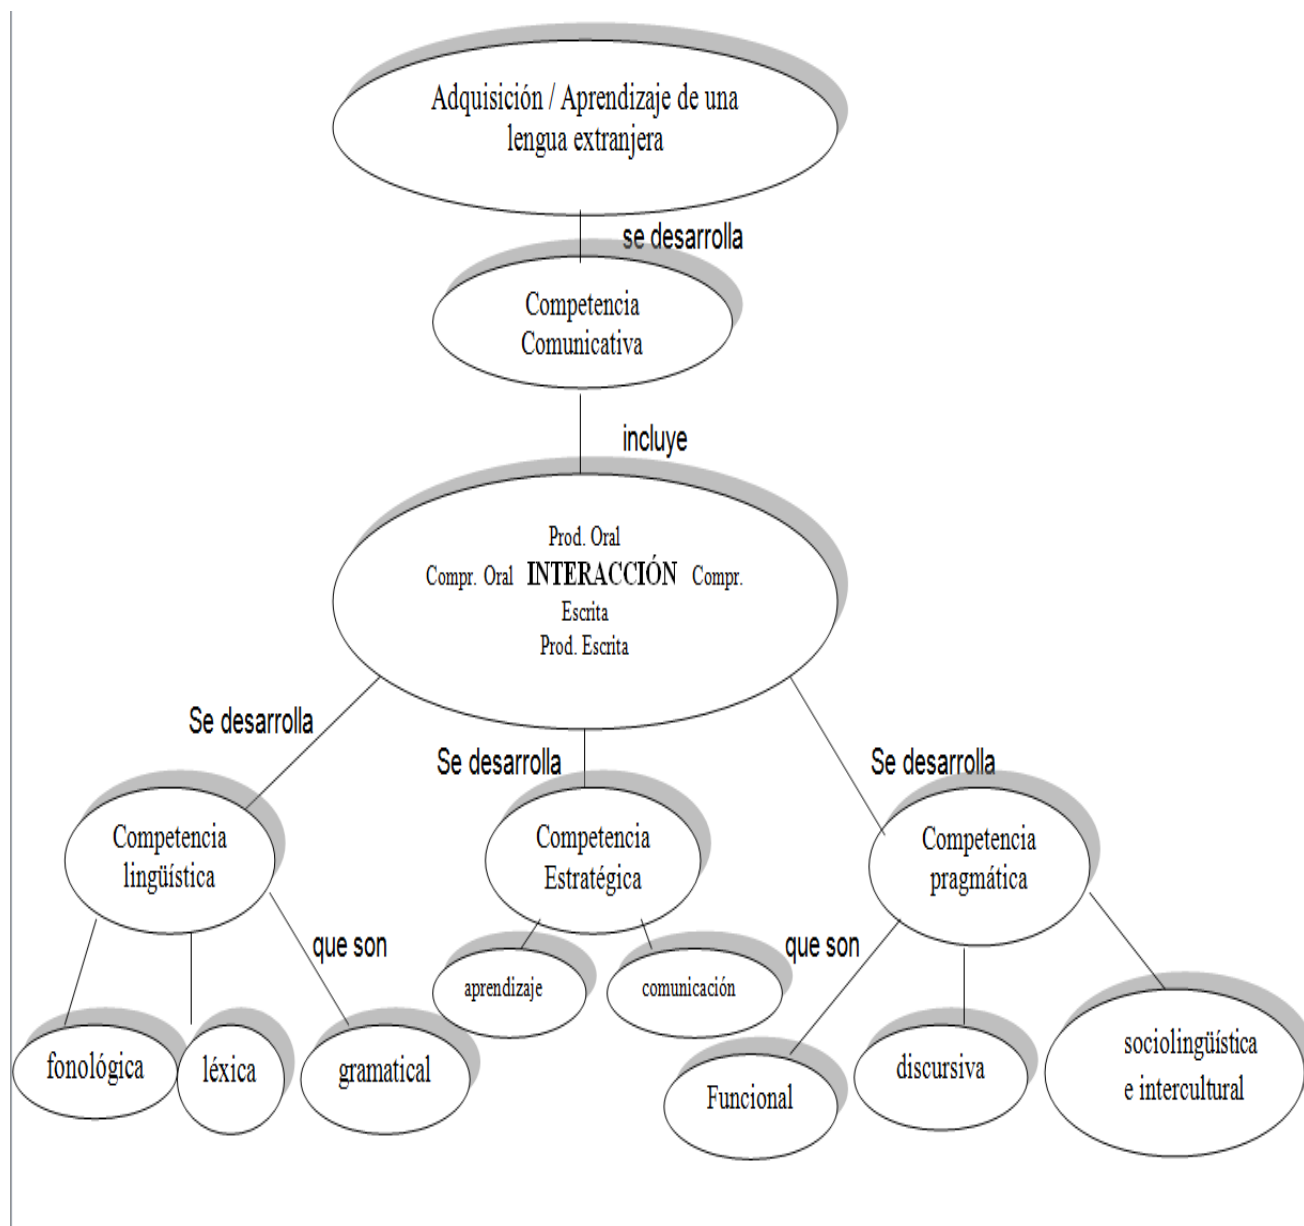 Adquisición / Aprendizaje de una
lengua extranjera
se desarrolla
Competencia
Comunicativa
incluye
Prod. Oral
Compr. Oral INTERACCIÓN Compr.
Escrita
Prod. Escrita
Se desarrolla
Se desarrolla
Se desarrolla
Competencia
lingüística
Competencia
Estratégica
Competencia
pragmática
que son
aprendizaje
comunicación
que son
fonológica
léxica
gramatical
Funcional
discursiva
sociolingüística
e intercultural